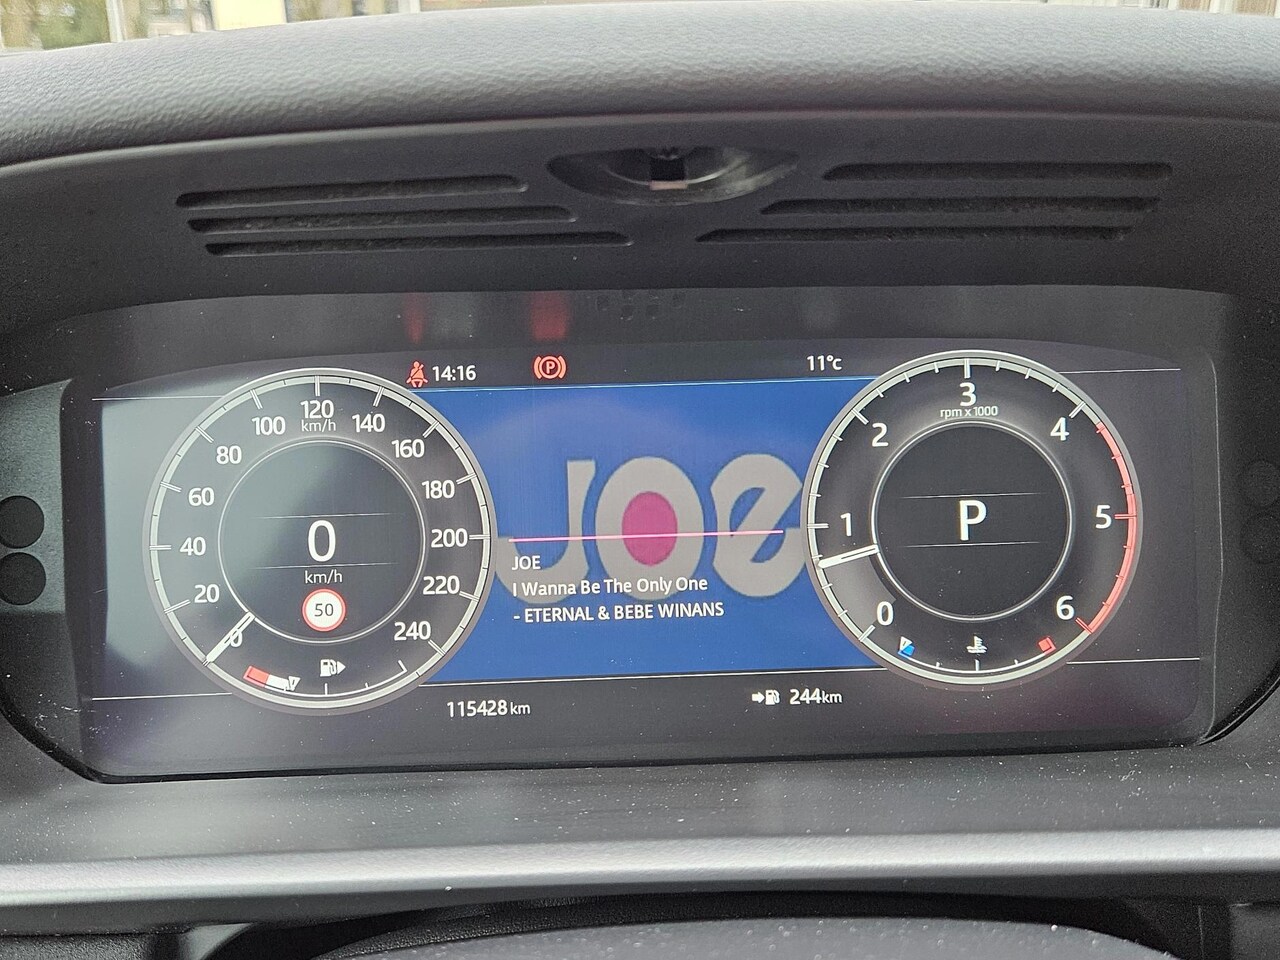 14:16
P
11°c
0
20
40
60
80
100
120
km/h
140
160
180
200
220
240
0
km/h
50
JOE
JOE
I Wanna Be The Only One
- ETERNAL & BEBE WINANS
0
1
2
3
rpm x 1000
4
5
6
P
115428 km
244km